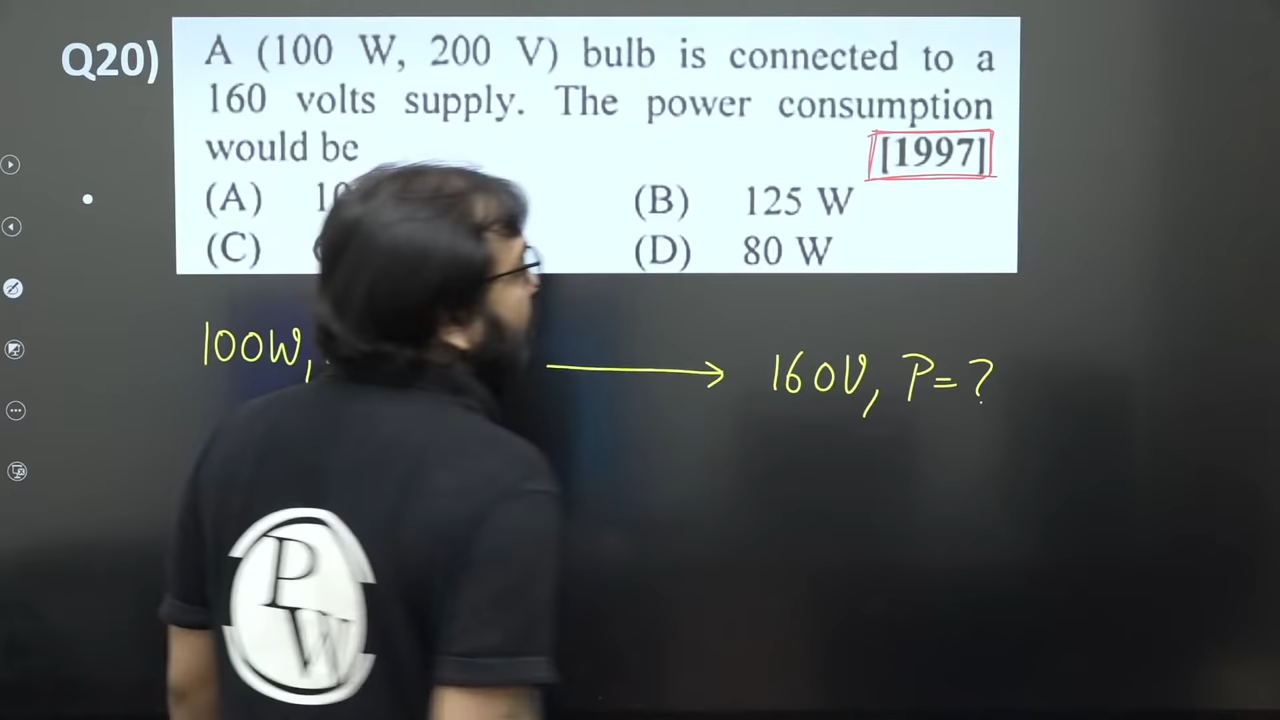 Q20)
A (100 W, 200 V) bulb is connected to a
160 volts supply. The power consumption
would be [1997]
(A) (B) 125 W
(C) (D) 80 W
100W, 160V, P=?
P
W